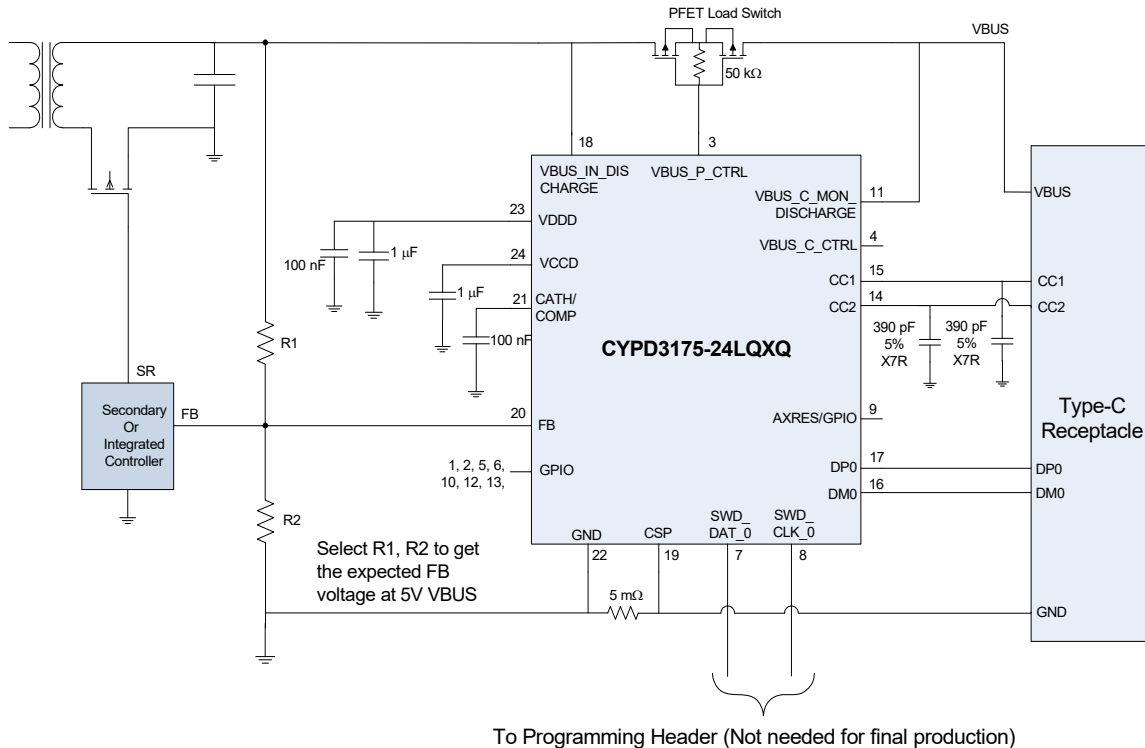 PFET Load Switch
VBUS
50 kΩ
18
3
VBUS_IN_DIS
CHARGE
VBUS_P_CTRL
VBUS_C_MON_
DISCHARGE
11
VBUS
23
VDDD
VBUS_C_CTRL
4
100 nF
1 μF
24
VCCD
15
CC1
CC1
1 μF
21
CATH/
COMP
14
CC2
CC2
100 nF
CYPD3175-24LQXQ
390 pF
5%
X7R
390 pF
5%
X7R
R1
SR
Secondary
Or
Integrated
Controller
FB
20
FB
AXRES/GPIO
9
Type-C
Receptacle
1, 2, 5, 6,
10, 12, 13,
GPIO
17
DP0
DP0
16
DM0
DM0
R2
GND
CSP
SWD_
DAT_0
SWD_
CLK_0
22
19
7
8
Select R1, R2 to get
the expected FB
voltage at 5V VBUS
5 mΩ
GND
To Programming Header (Not needed for final production)